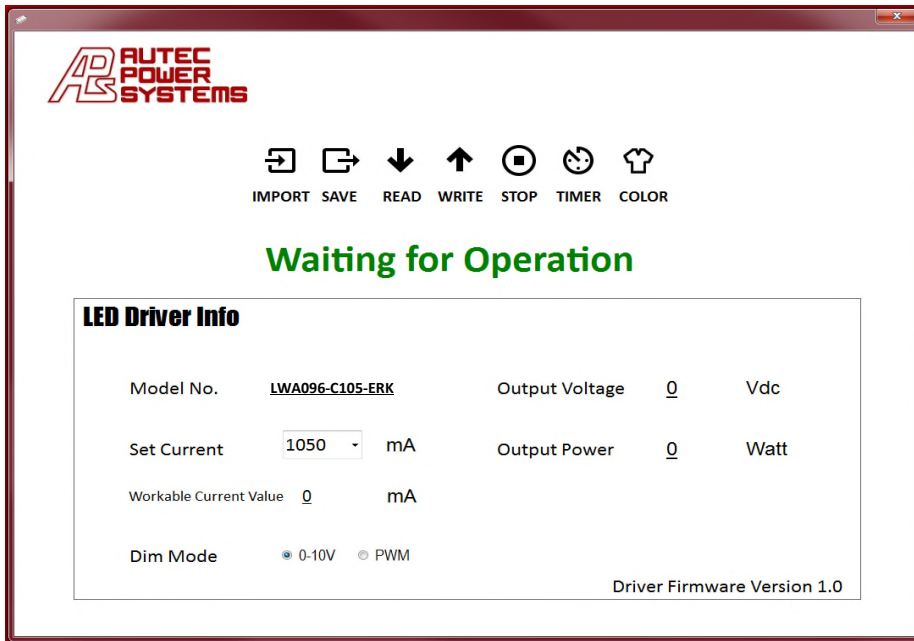 APS
AUTEC
POWER
SYSTEMS
IMPORT SAVE READ WRITE STOP TIMER COLOR
Waiting for Operation
LED Driver Info
Model No. LWA096-C105-ERK Output Voltage 0 Vdc
Set Current 1050 mA Output Power 0 Watt
Workable Current Value 0 mA
Dim Mode 0-10V PWM
Driver Firmware Version 1.0